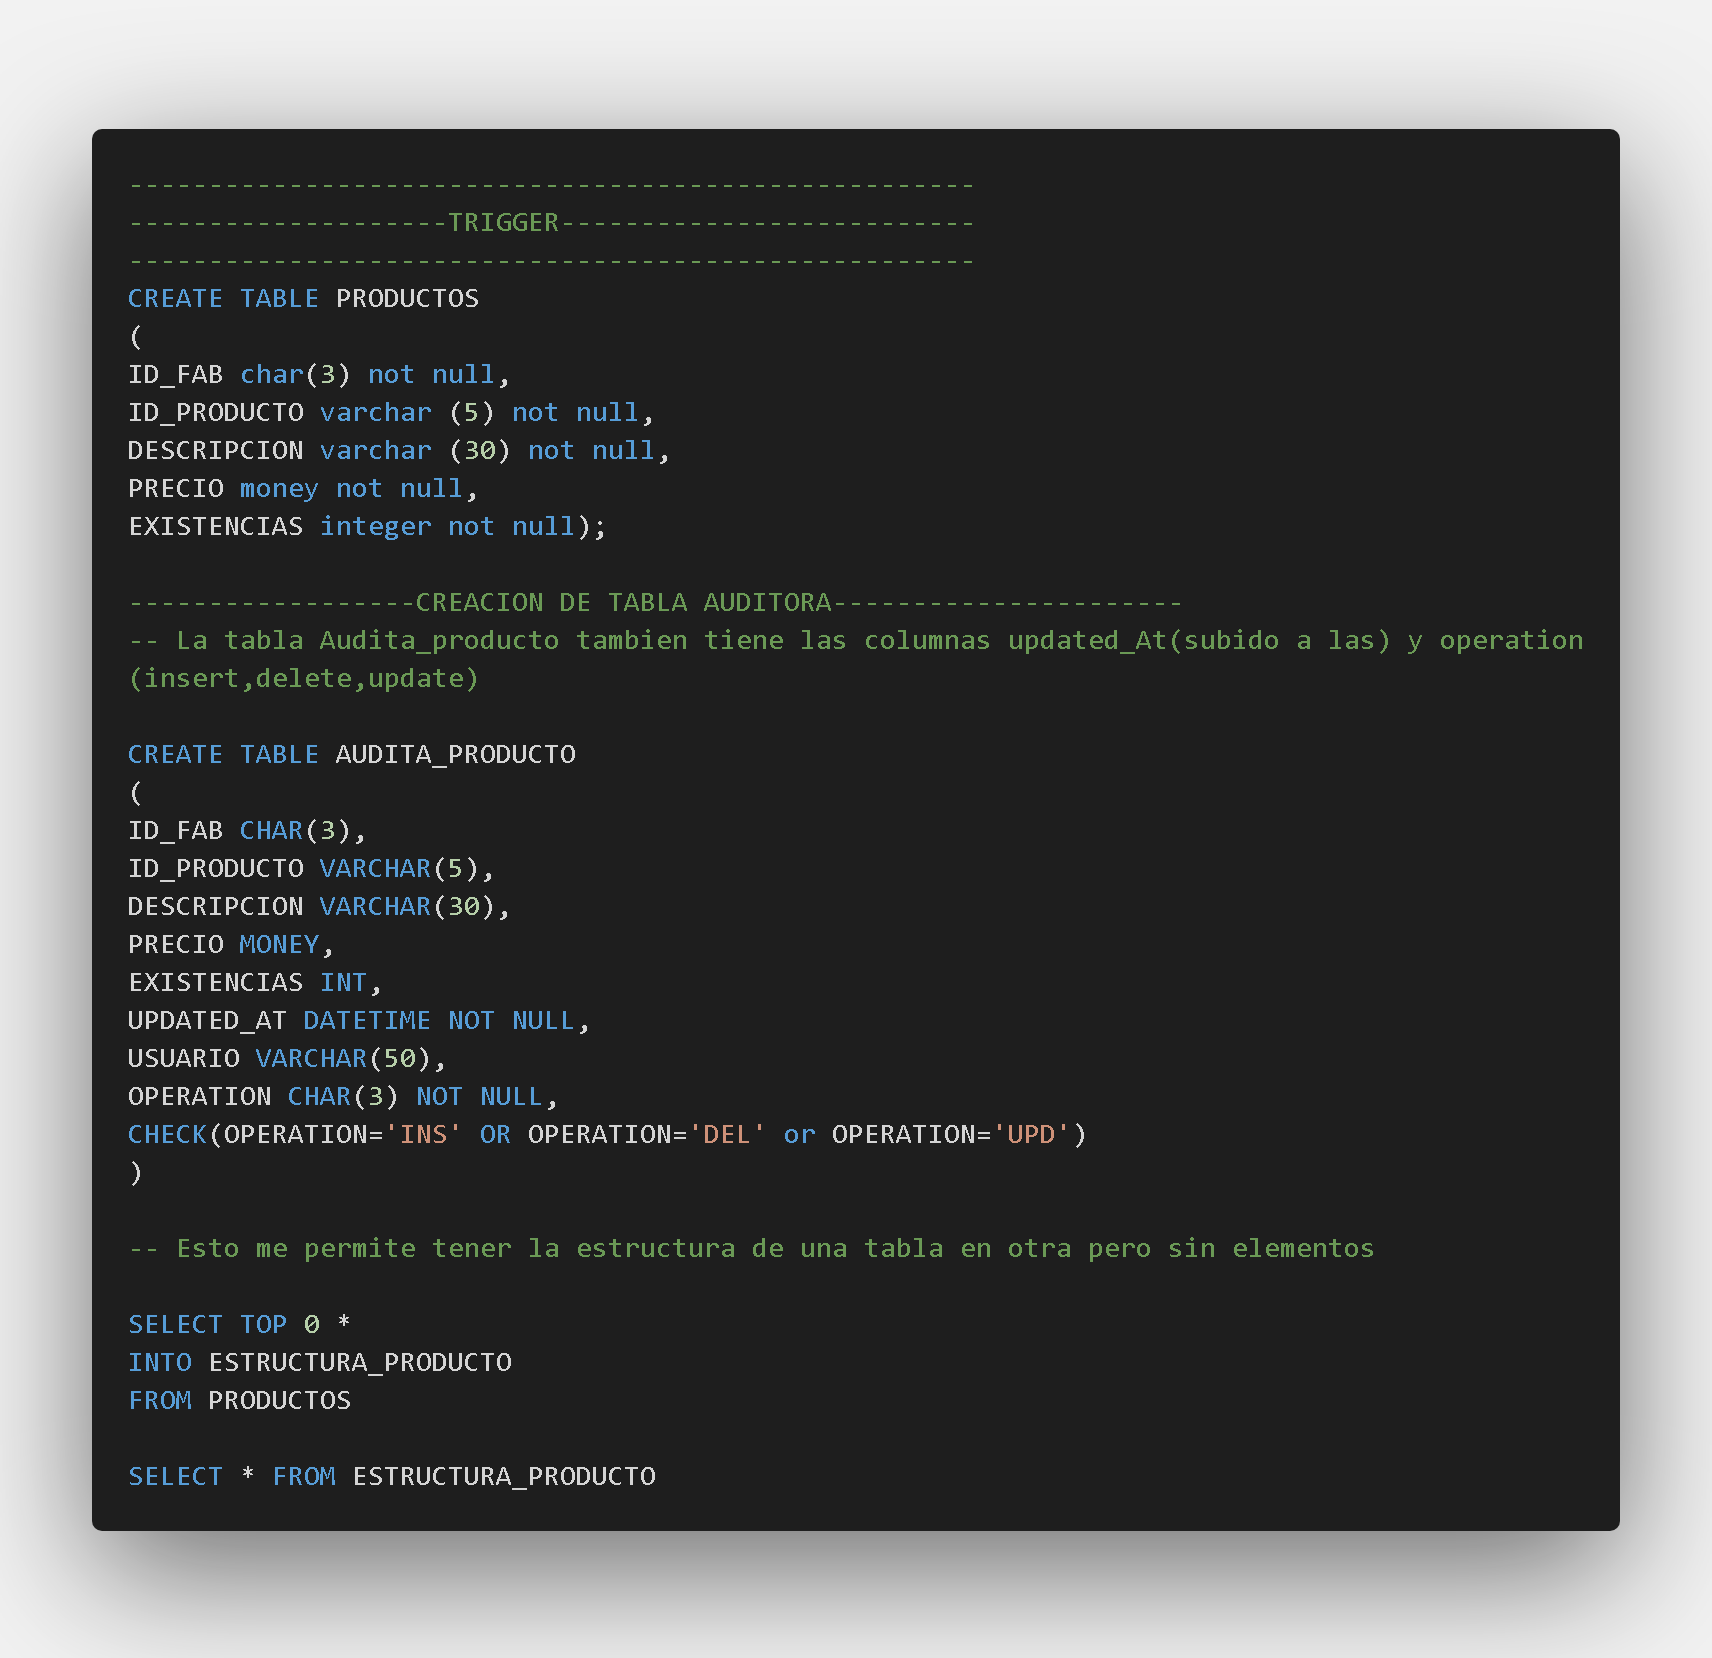 -----------------------------------------------------
--------------------TRIGGER--------------------------
-----------------------------------------------------
CREATE TABLE PRODUCTOS
(
ID_FAB char(3) not null,
ID_PRODUCTO varchar (5) not null,
DESCRIPCION varchar (30) not null,
PRECIO money not null,
EXISTENCIAS integer not null);
------------------CREACION DE TABLA AUDITORA----------------------
-- La tabla Audita_producto tambien tiene las columnas updated_At(subido a las) y operation
(insert,delete,update)
CREATE TABLE AUDITA_PRODUCTO
(
ID_FAB CHAR(3),
ID_PRODUCTO VARCHAR(5),
DESCRIPCION VARCHAR(30),
PRECIO MONEY,
EXISTENCIAS INT,
UPDATED_AT DATETIME NOT NULL,
USUARIO VARCHAR(50),
OPERATION CHAR(3) NOT NULL,
CHECK(OPERATION='INS' OR OPERATION='DEL' or OPERATION='UPD')
)
-- Esto me permite tener la estructura de una tabla en otra pero sin elementos
SELECT TOP 0 *
INTO ESTRUCTURA_PRODUCTO
FROM PRODUCTOS
SELECT * FROM ESTRUCTURA_PRODUCTO